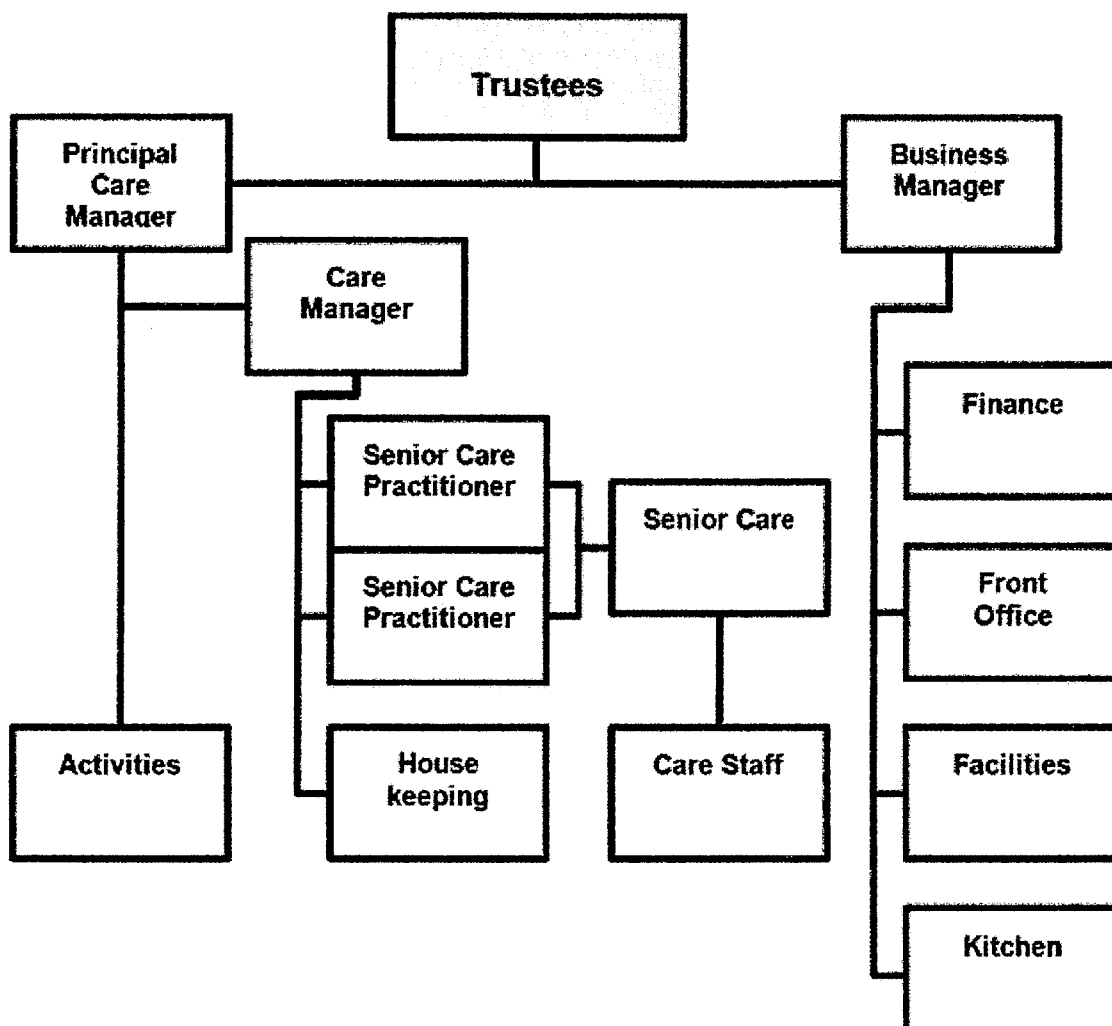 Trustees
Principal
Care
Manager
Business
Manager
Care
Manager
Finance
Senior Care
Practitioner
Senior Care
Front
Office
Senior Care
Practitioner
Activities
House
keeping
Care Staff
Facilities
Kitchen